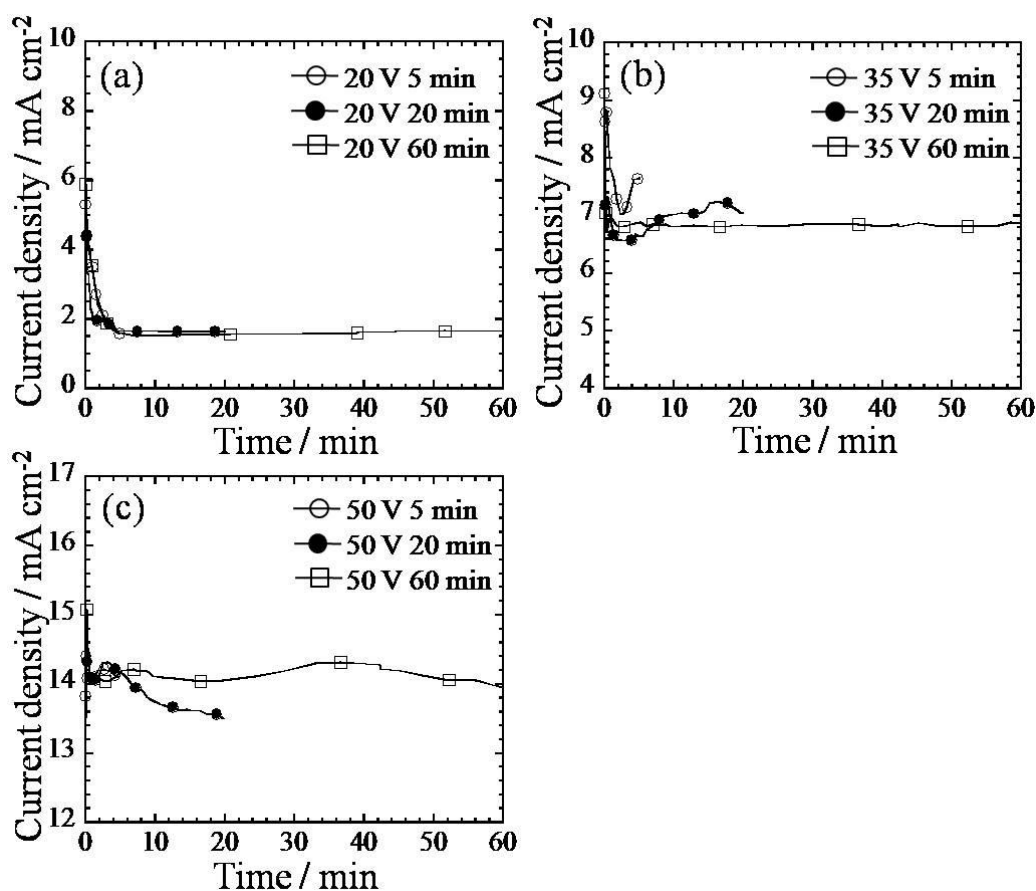 (a)
20 V 5 min
20 V 20 min
20 V 60 min
Current density / mA cm-2
10
8
6
4
2
0
0 10 20 30 40 50 60
Time / min
(b)
35 V 5 min
35 V 20 min
35 V 60 min
Current density / mA cm-2
10
9
8
7
6
5
4
0 10 20 30 40 50 60
Time / min
(c)
50 V 5 min
50 V 20 min
50 V 60 min
Current density / mA cm-2
17
16
15
14
13
12
0 10 20 30 40 50 60
Time / min